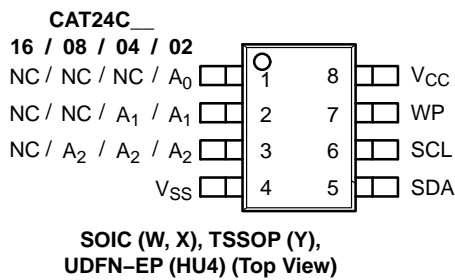 CAT24C__
16 / 08 / 04 / 02
NC / NC / NC / A0 1 8 VCC
NC / NC / A1 / A1 2 7 WP
NC / A2 / A2 / A2 3 6 SCL
VSS 4 5 SDA
SOIC (W, X), TSSOP (Y),
UDFN–EP (HU4) (Top View)